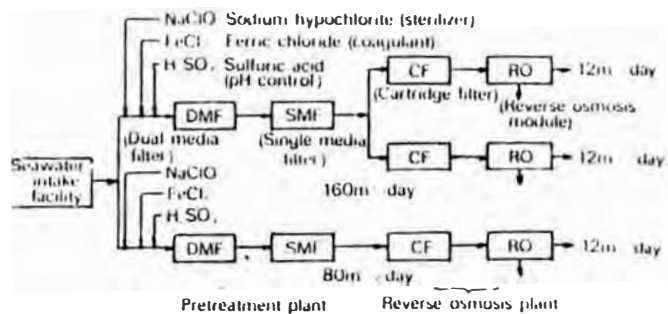 NaClO Sodium hypochlorite (sterilizer)
FeCl, Ferric chloride (coagulant)
H SO, Sulfuric acid
(pH control)
CF
RO
12m day
(Cartridge filter)
(Reverse osmosis
module)
DMF
SMF
(Dual media
filter)
(Single media
filter)
Seawater
intake
facility
NaClO
FeCl,
H SO,
CF
RO
12m day
160m day
DMF
SMF
CF
RO
12m day
80m day
Pretreatment plant
Reverse osmosis plant